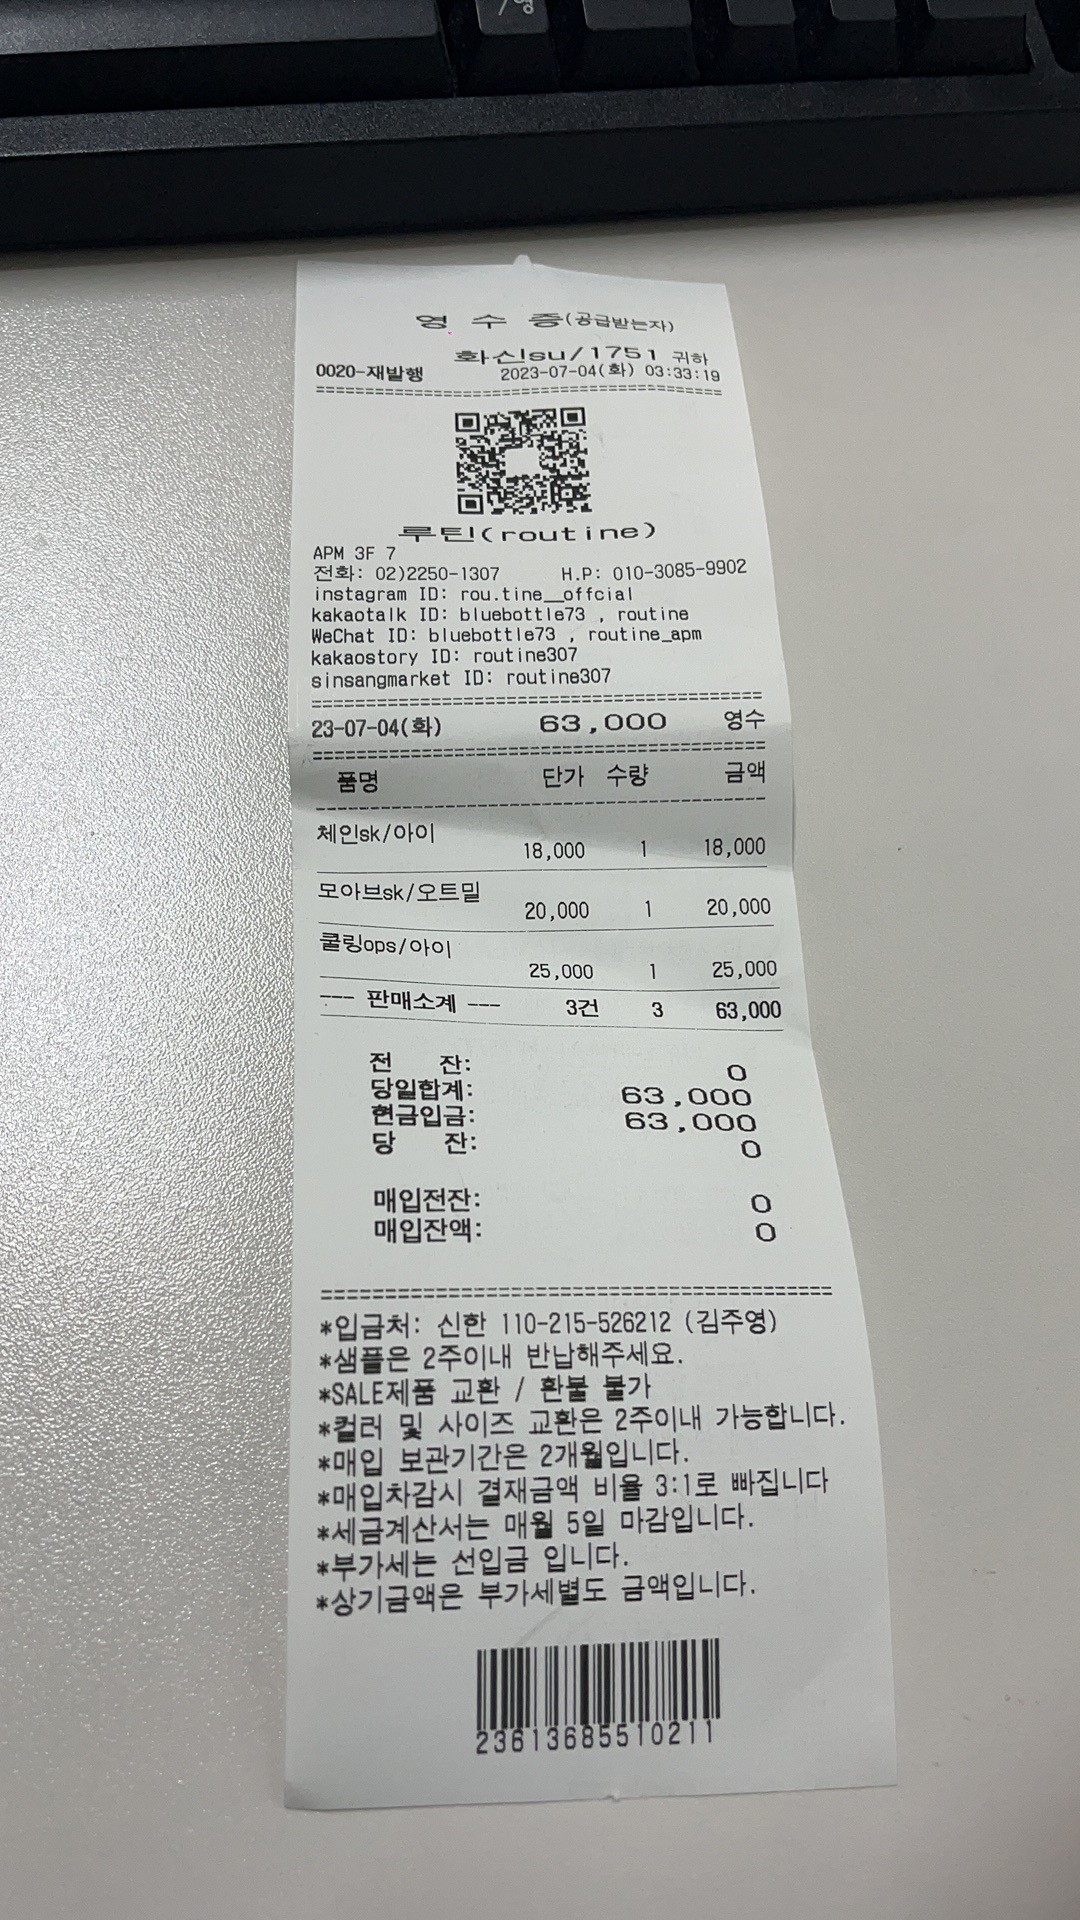 /영
영 수 증(공급받는자)
화신su/1751 귀하
0020-재발행 2023-07-04(화) 03:33:19
루틴(routine)
APM 3F 7
전화: 02)2250-1307 H.P: 010-3085-9902
instagram ID: rou.tine__offcial
kakaotalk ID: bluebottle73 , routine
WeChat ID: bluebottle73 , routine_apm
kakaostory ID: routine307
sinsangmarket ID: routine307
23-07-04(화) 63,000 영수
품명 단가 수량 금액
체인sk/아이
18,000 1 18,000
모아브sk/오트밀
20,000 1 20,000
쿨링ops/아이
25,000 1 25,000
--- 판매소계 --- 3건 3 63,000
전 잔: 0
당일합계: 63,000
현금입금: 63,000
당 잔: 0
매입전잔: 0
매입잔액: 0
*입금처: 신한 110-215-526212 (김주영)
*샘플은 2주이내 반납해주세요.
*SALE제품 교환 / 환불 불가
*컬러 및 사이즈 교환은 2주이내 가능합니다.
*매입 보관기간은 2개월입니다.
*매입차감시 결재금액 비율 3:1로 빠집니다
*세금계산서는 매월 5일 마감입니다.
*부가세는 선입금 입니다.
*상기금액은 부가세별도 금액입니다.
23613685510211